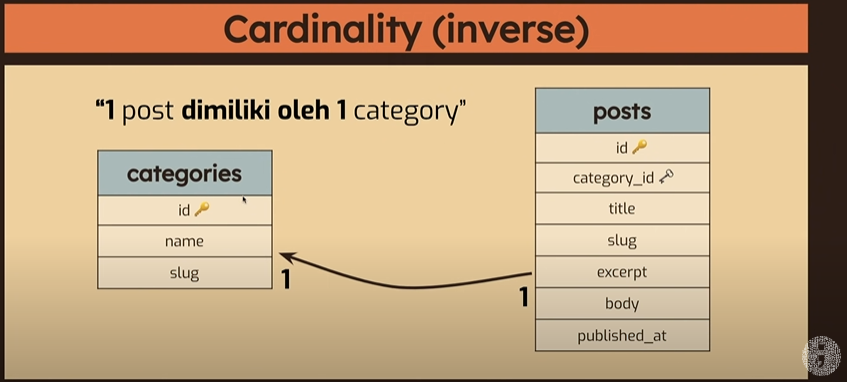 Cardinality (inverse)
“1 post dimiliki oleh 1 category”
categories
id
name
slug
1
posts
id
category_id
title
slug
excerpt
body
published_at
1